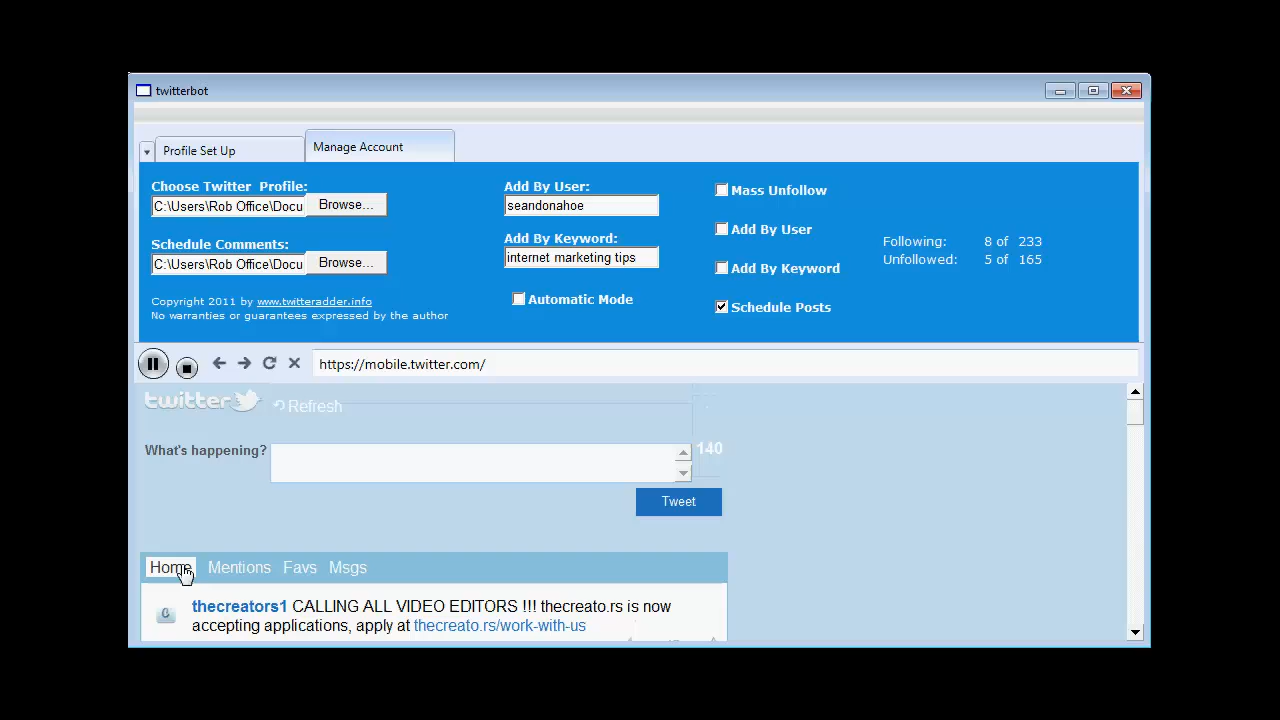 twitterbot
Profile Set Up
Manage Account
Choose Twitter Profile:
C:\Users\Rob Office\Docu
Browse...
Schedule Comments:
C:\Users\Rob Office\Docu
Browse...
Copyright 2011 by www.twitteradder.info
No warranties or guarantees expressed by the author
Add By User:
seandonahoe
Add By Keyword:
internet marketing tips
Automatic Mode
Mass Unfollow
Add By User
Add By Keyword
Schedule Posts
Following: 8 of 233
Unfollowed: 5 of 165
https://mobile.twitter.com/
twitter
Refresh
What's happening?
140
Tweet
Home Mentions Favs Msgs
thecreators1 CALLING ALL VIDEO EDITORS !!! thecreato.rs is now
accepting applications, apply at thecreato.rs/work-with-us